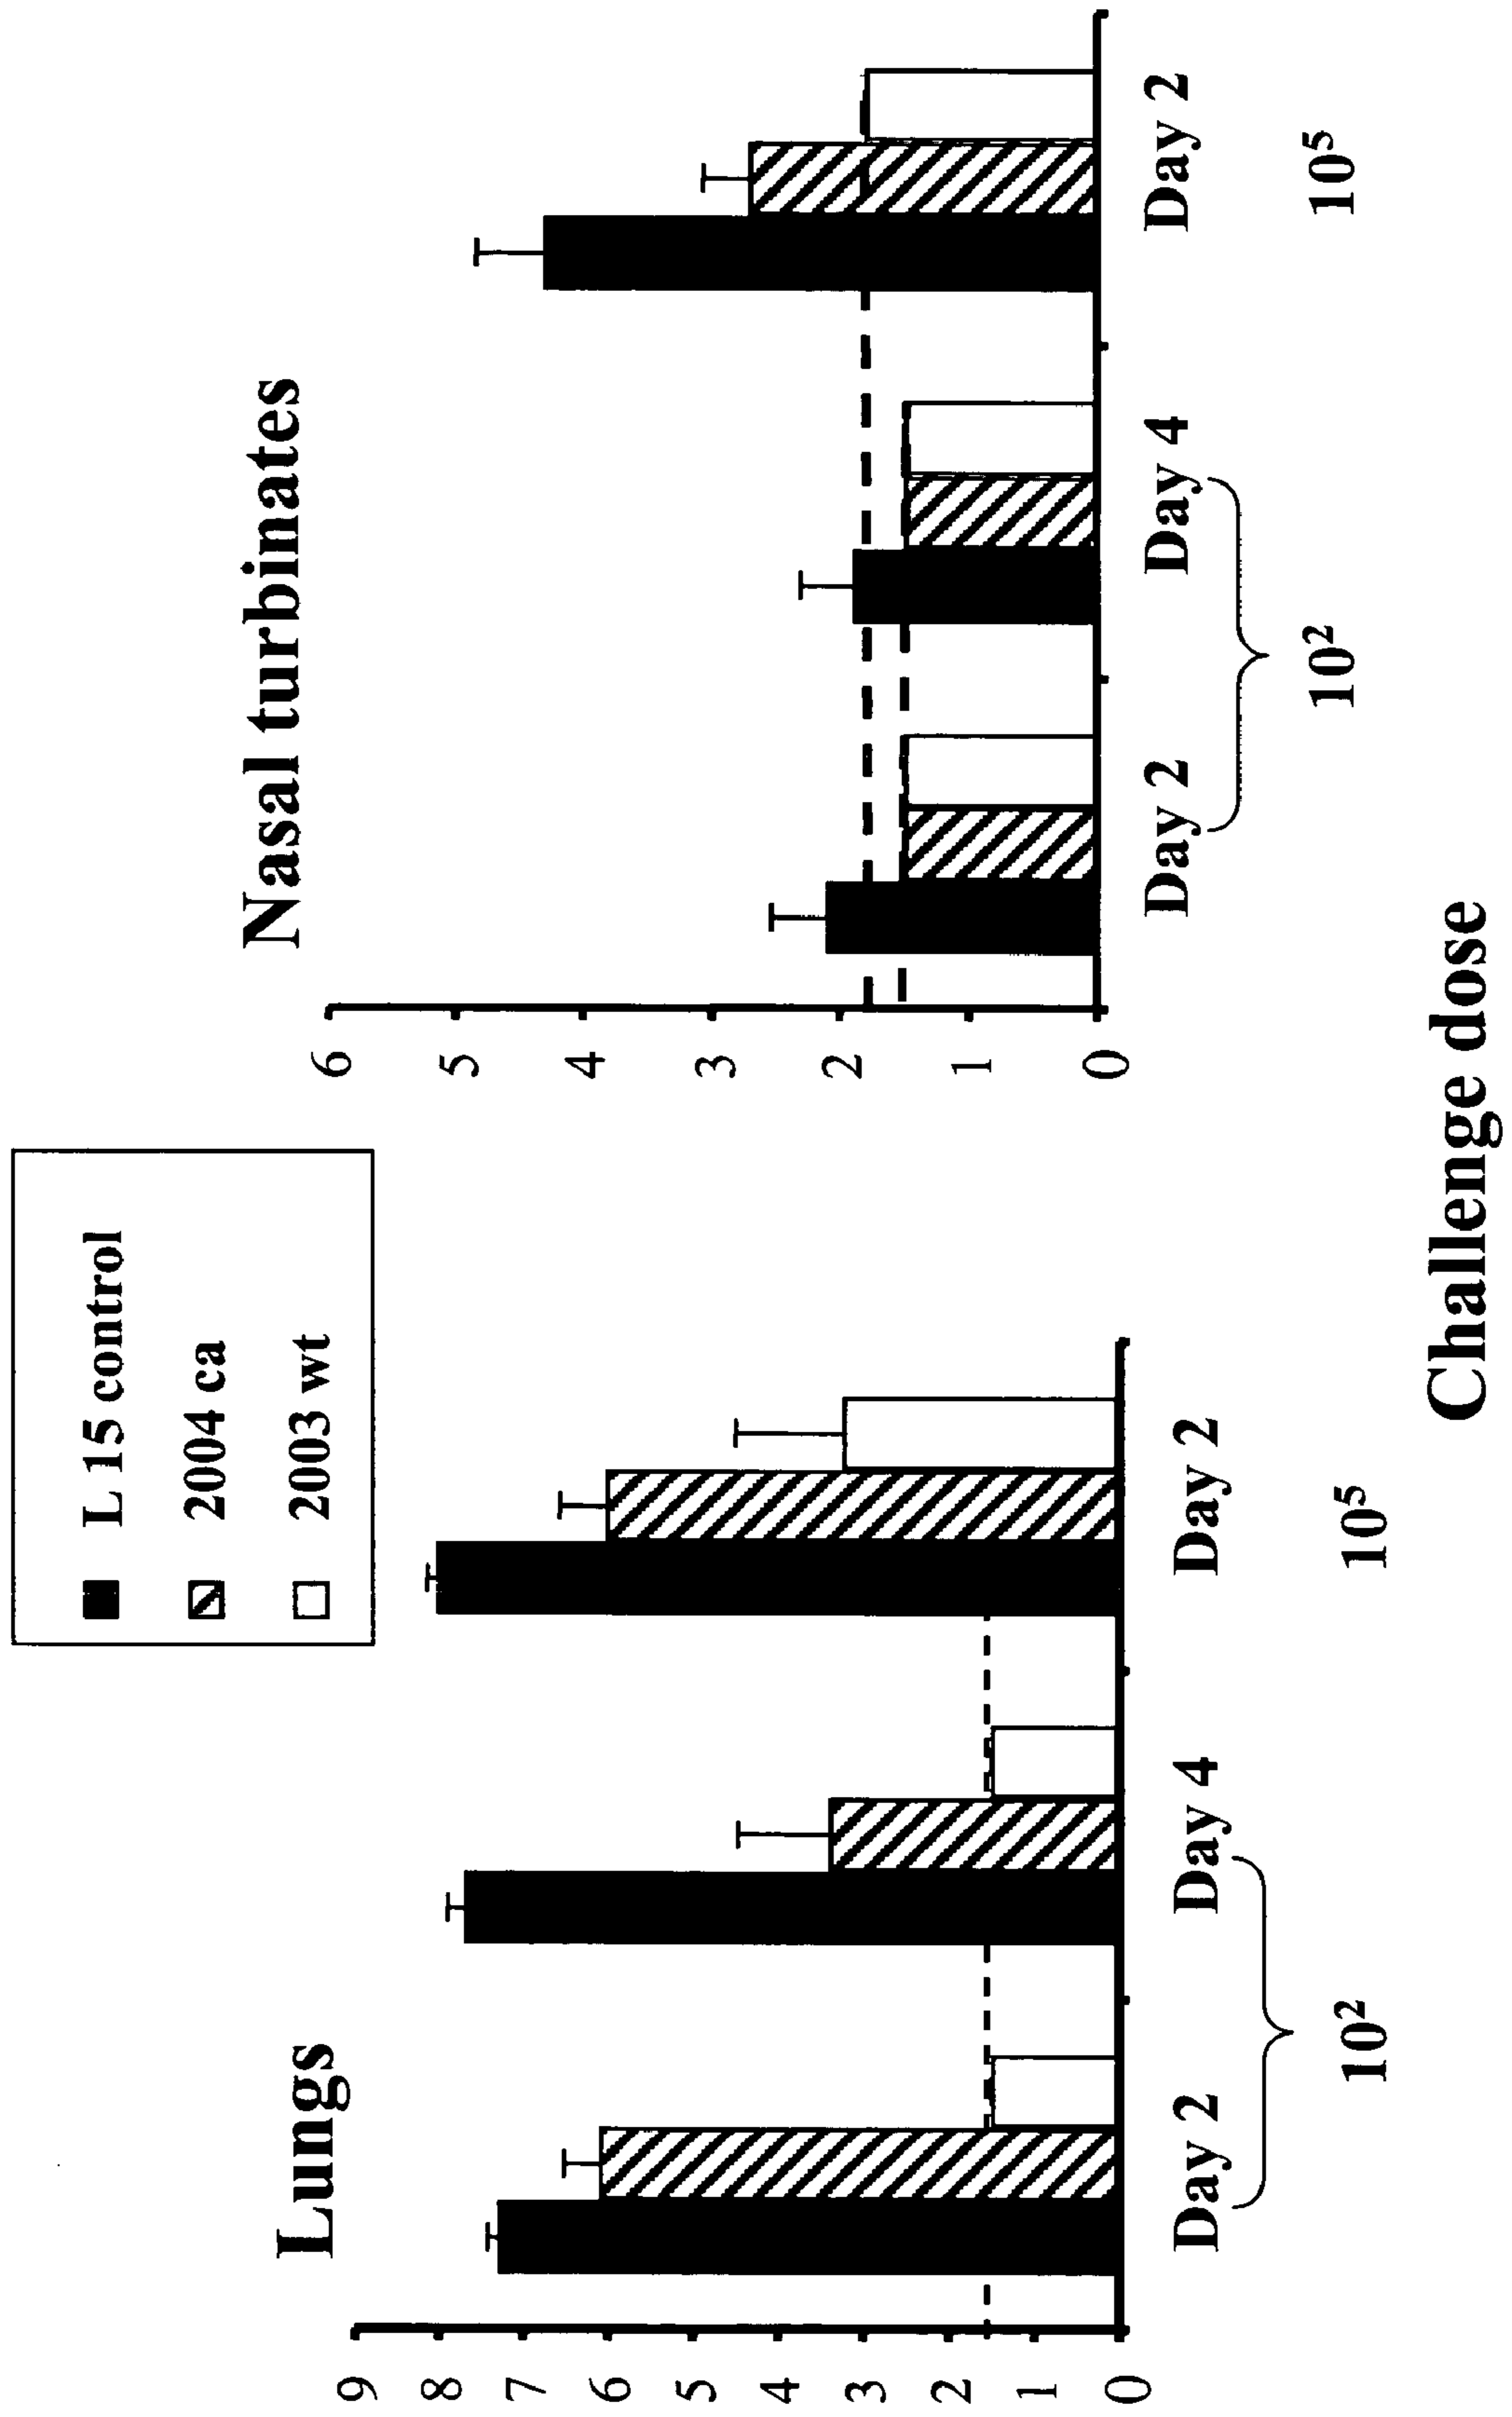 L 15 control
2004 ca
2003 wt
Lungs
9
8
7
6
5
4
3
2
1
0
Day 2
Day 4
Day 2
10²
10⁵
Nasal turbinates
6
5
4
3
2
1
0
Day 2
Day 4
Day 2
10²
10⁵
Challenge dose